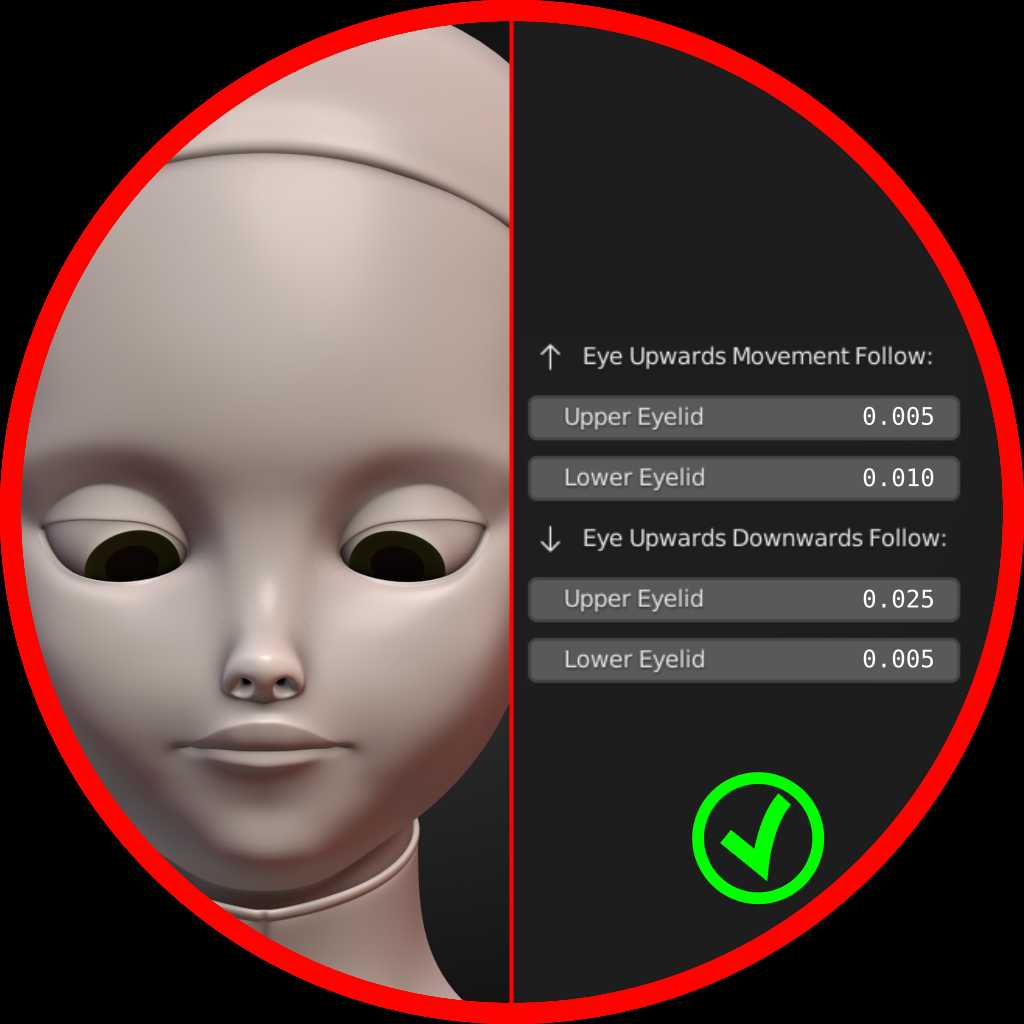 ↑ Eye Upwards Movement Follow:
Upper Eyelid 0.005
Lower Eyelid 0.010
↓ Eye Upwards Downwards Follow:
Upper Eyelid 0.025
Lower Eyelid 0.005